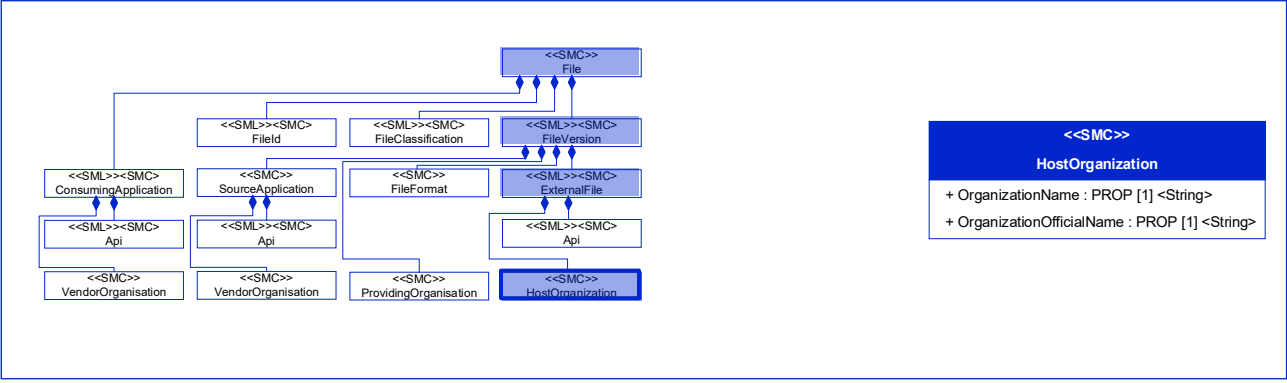 <<SMC>>
File
<<SML>><SMC>
FileId
<<SML>><SMC>
FileClassification
<<SML>><SMC>
FileVersion
<<SML>><SMC>
ConsumingApplication
<<SML>><SMC>
SourceApplication
<<SMC>>
FileFormat
<<SML>><SMC>
ExternalFile
<<SML>><SMC>
Api
<<SML>><SMC>
Api
<<SML>><SMC>
Api
<<SMC>>
VendorOrganisation
<<SMC>>
VendorOrganisation
<<SMC>>
ProvidingOrganisation
<<SMC>>
HostOrganization
<<SMC>>
HostOrganization
+ OrganizationName : PROP [1] <String>
+ OrganizationOfficialName : PROP [1] <String>